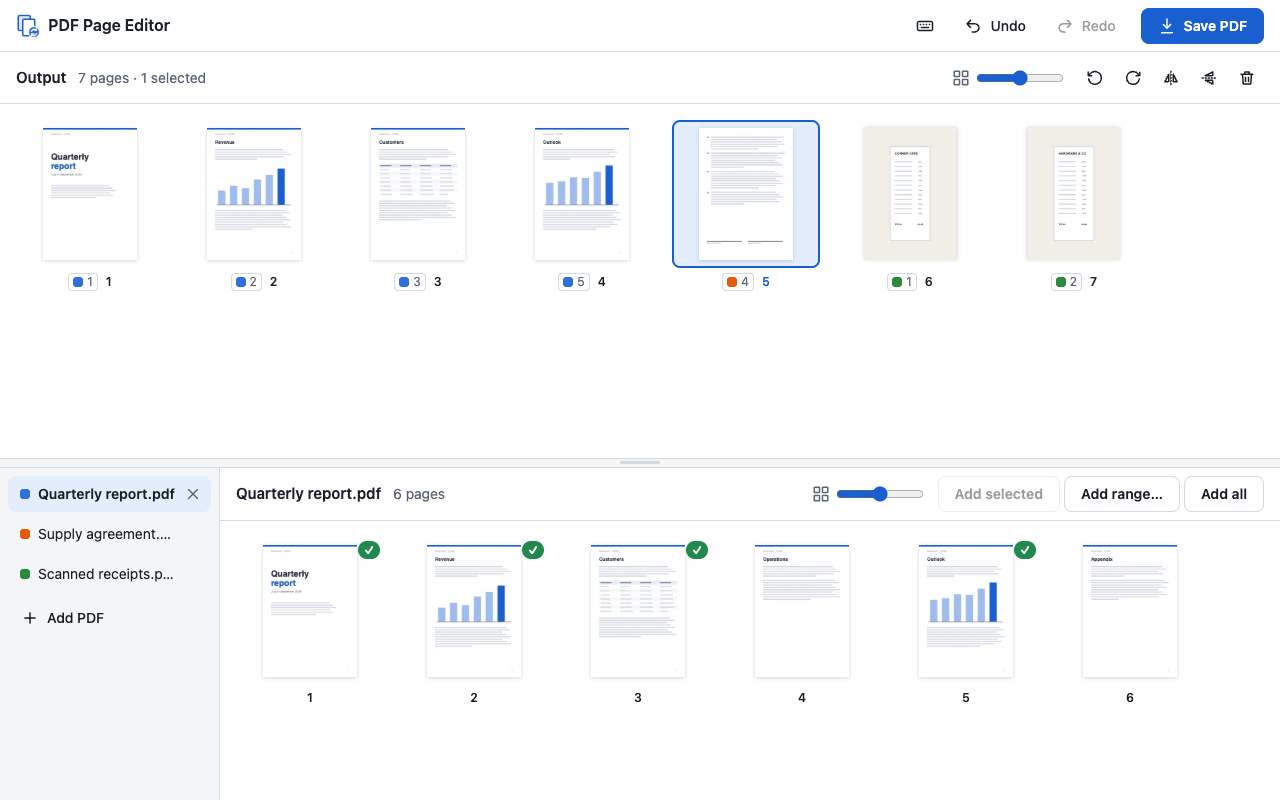 PDF Page Editor
Undo
Redo
Save PDF
Output 7 pages · 1 selected
Quarterly
report
Revenue
Customers
Outlook
CORNER CAFE
HARDWARE & CO
1 1
2 2
3 3
5 4
4 5
1 6
2 7
Quarterly report.pdf
Supply agreement....
Scanned receipts.p...
Add PDF
Quarterly report.pdf 6 pages
Add selected
Add range...
Add all
Quarterly
report
Revenue
Customers
Operations
Outlook
Appendix
1
2
3
4
5
6